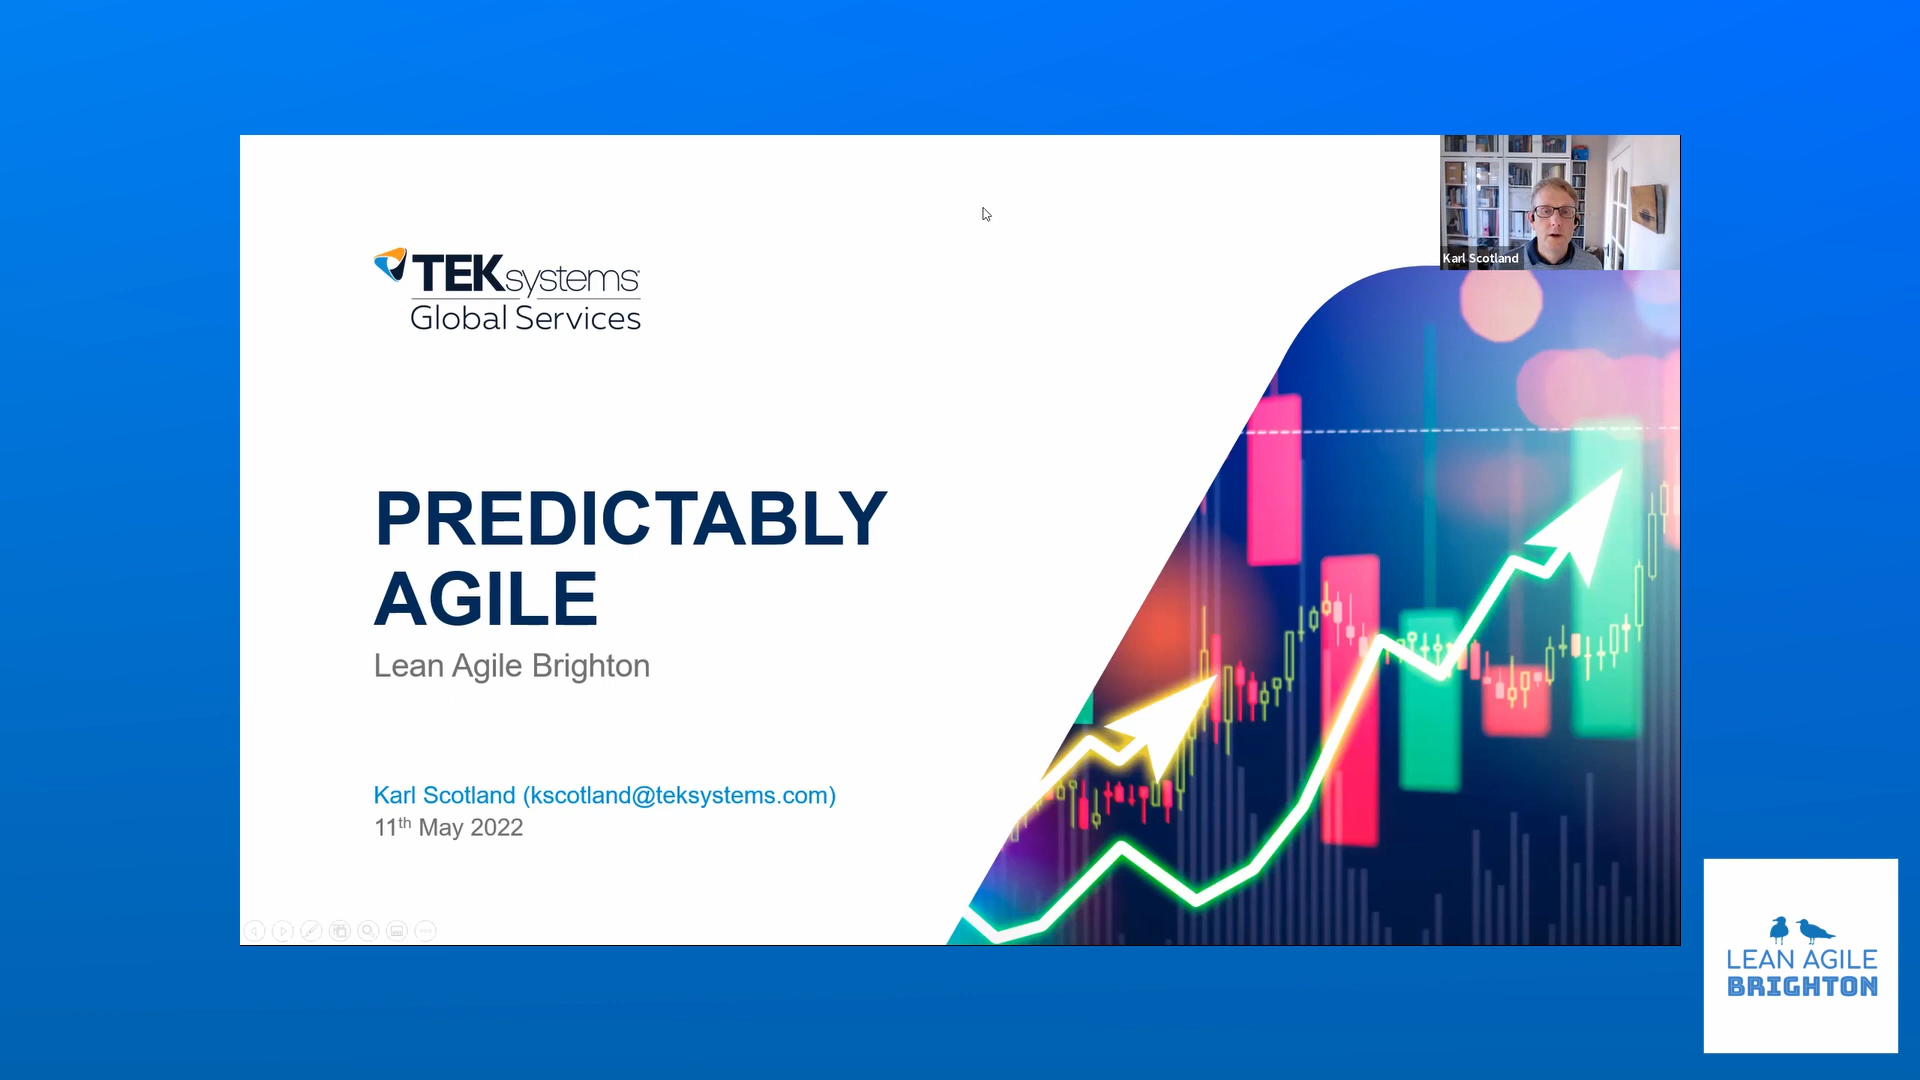 Karl Scotland
TEKsystems
Global Services
PREDICTABLY
AGILE
Lean Agile Brighton
Karl Scotland (kscotland@teksystems.com)
11th May 2022
LEAN AGILE
BRIGHTON